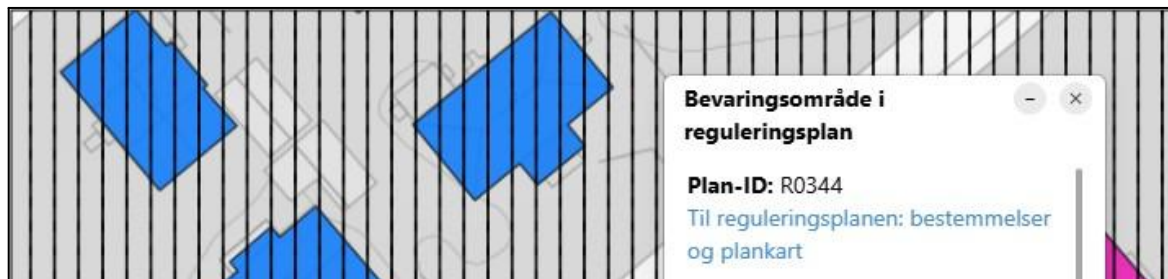 Bevaringsområde i
reguleringsplan
Plan-ID: R0344
Til reguleringsplanen: bestemmelser
og plankart